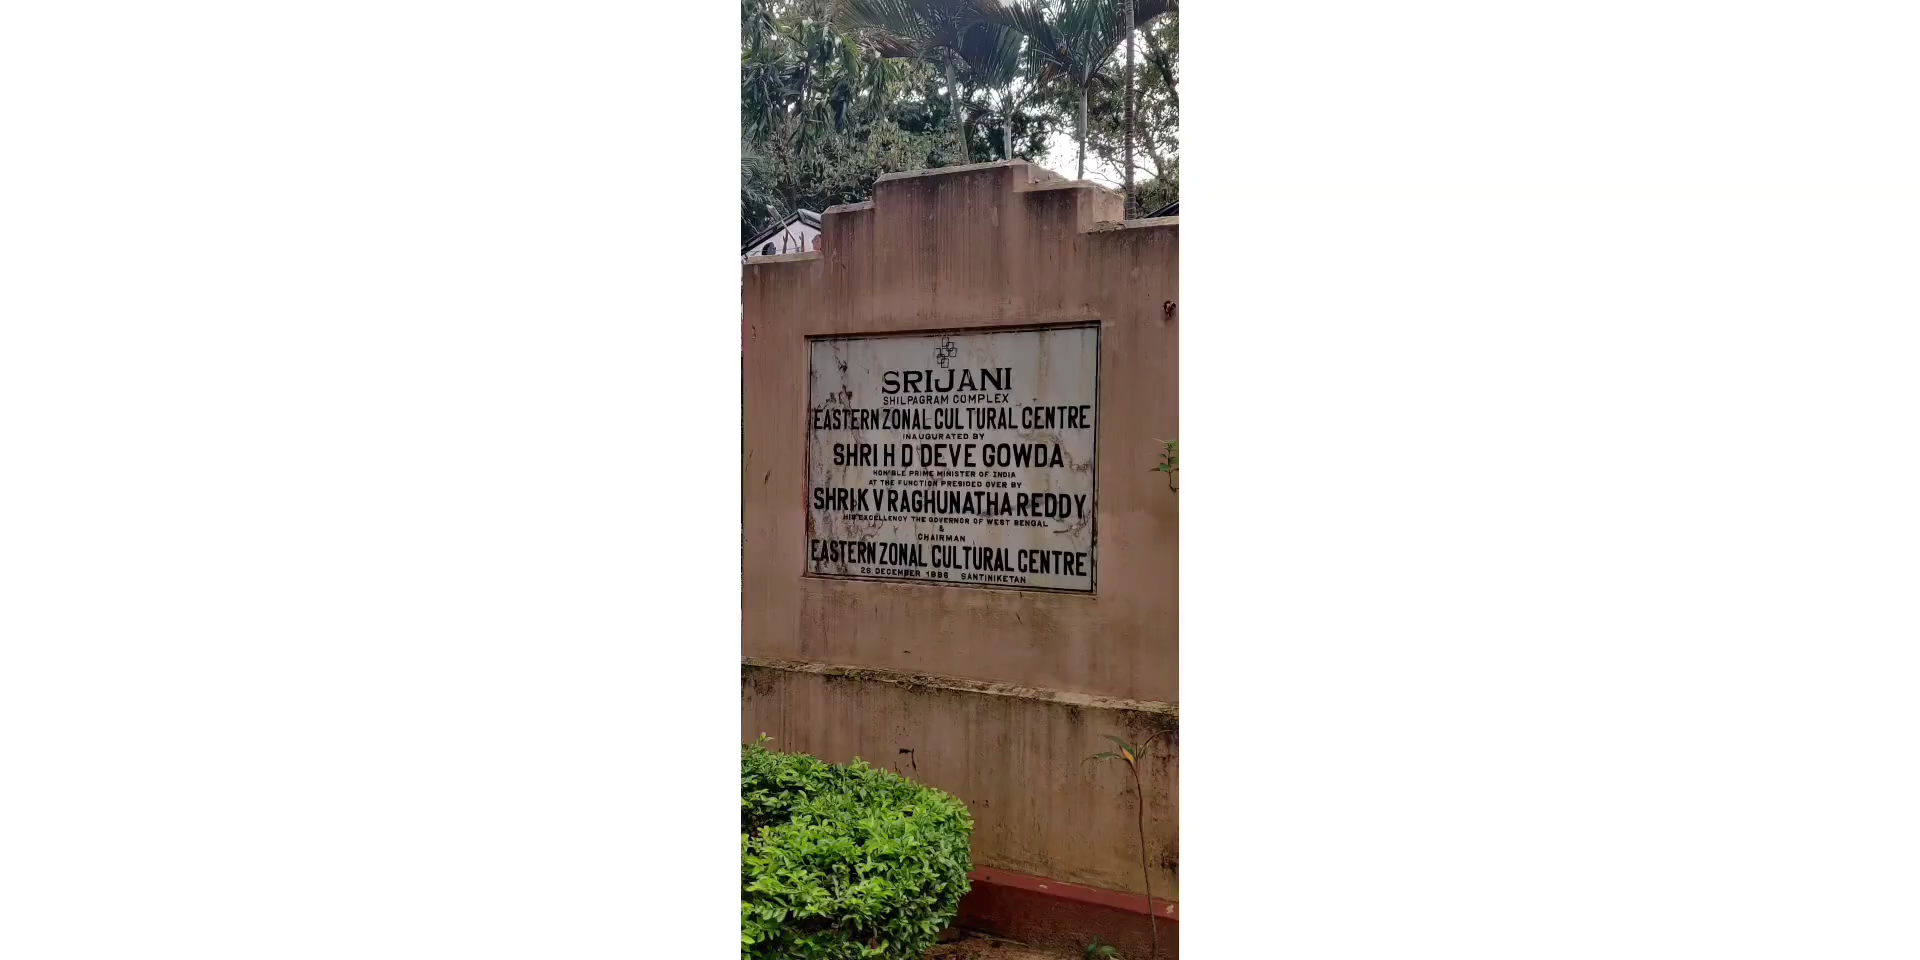 SRIJANI
SHILPAGRAM COMPLEX
EASTERN ZONAL CULTURAL CENTRE
INAUGURATED BY
SHRI H D DEVE GOWDA
HON'BLE PRIME MINISTER OF INDIA
AT THE FUNCTION PRESIDED OVER BY
SHRI K V RAGHUNATHA REDDY
HIS EXCELLENCY THE GOVERNOR OF WEST BENGAL
&
CHAIRMAN
EASTERN ZONAL CULTURAL CENTRE
DECEMBER 1996 SANTINIKETAN